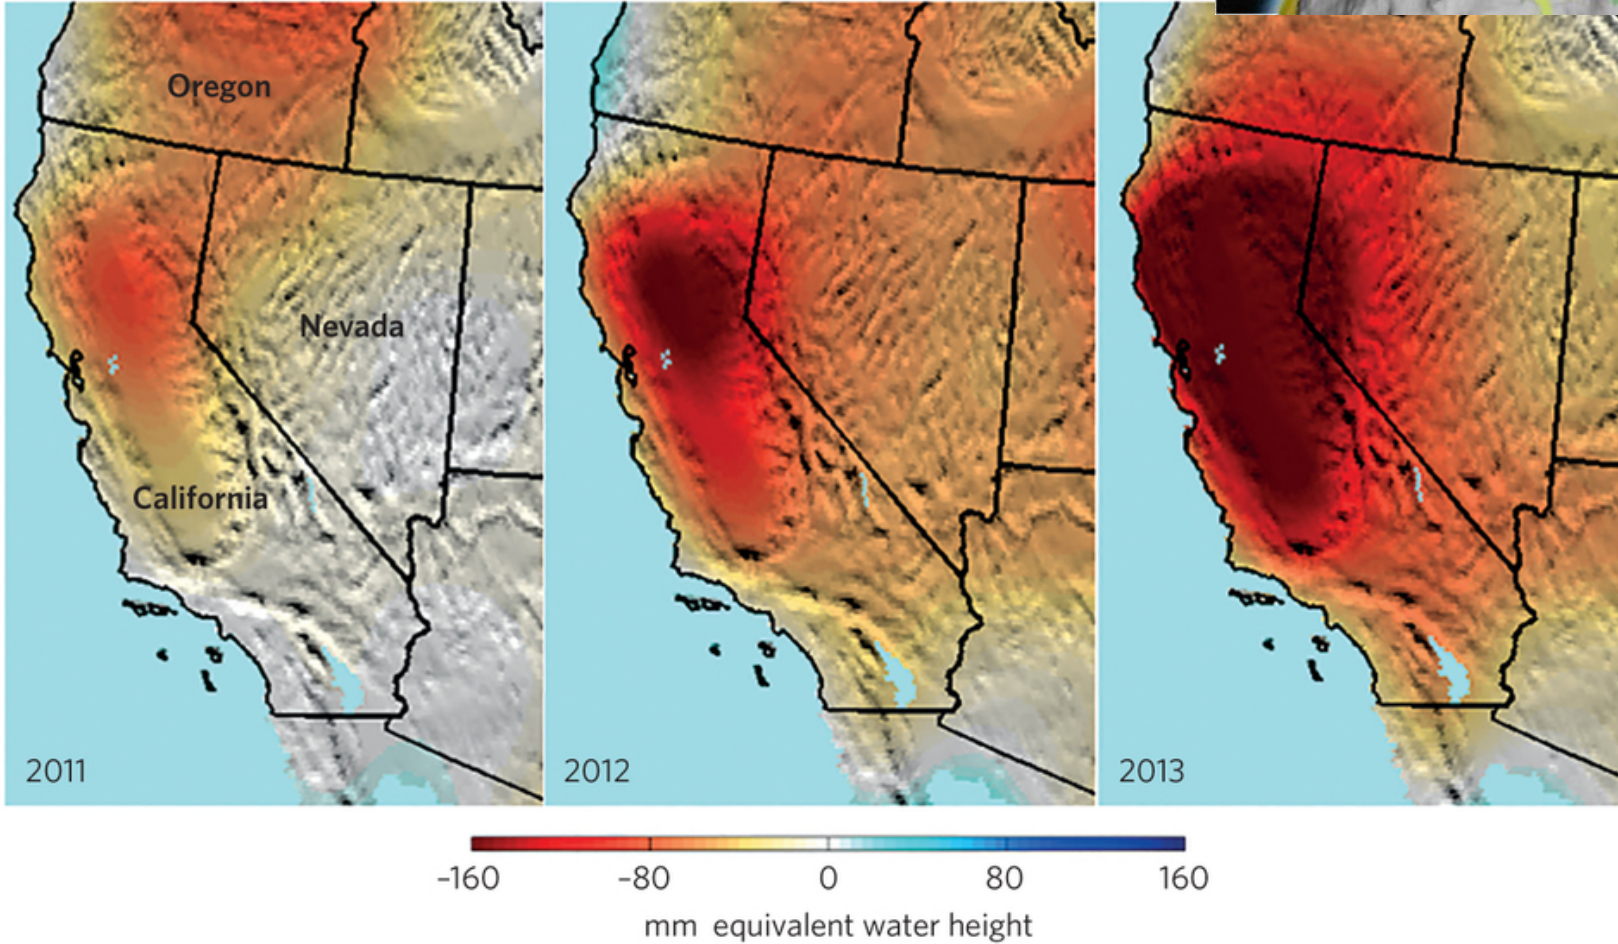 Oregon
Nevada
California
2011
2012
2013
–160
–80
0
80
160
mm equivalent water height